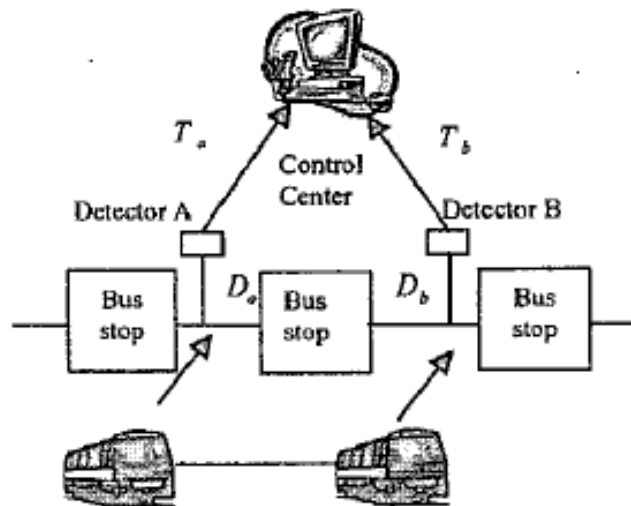 T_a
T_b
Control
Center
Detector A
Detector B
Bus
stop
D_a
Bus
stop
D_b
Bus
stop